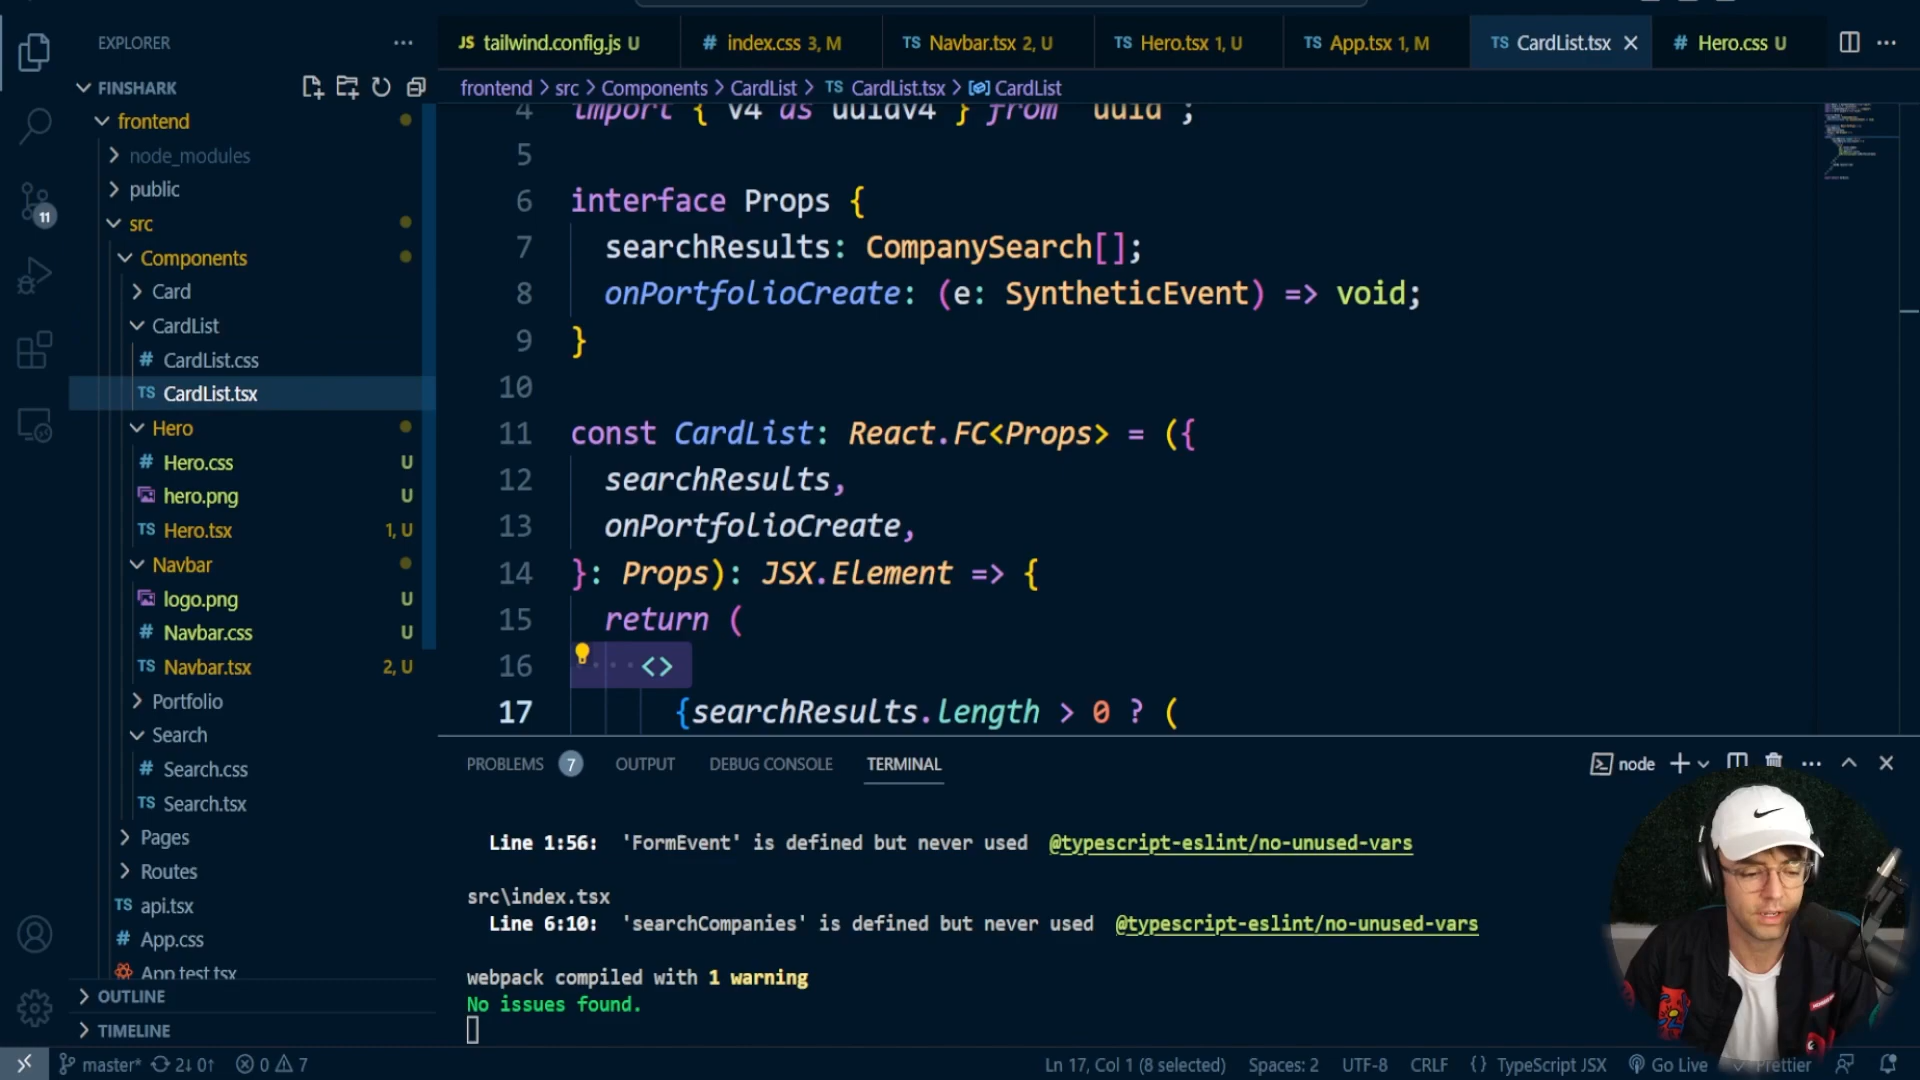 EXPLORER
FINSHARK
frontend
node_modules
public
src
Components
Card
CardList
CardList.css
CardList.tsx
Hero
Hero.css U
hero.png U
Hero.tsx 1, U
Navbar
logo.png U
Navbar.css U
Navbar.tsx 2, U
Portfolio
Search
Search.css
Search.tsx
Pages
Routes
api.tsx
App.css
App.test.tsx
OUTLINE
TIMELINE
11
JS tailwind.config.js U # index.css 3, M TS Navbar.tsx 2, U TS Hero.tsx 1, U TS App.tsx 1, M TS CardList.tsx # Hero.css U
frontend > src > Components > CardList > TS CardList.tsx > CardList
4 import { v4 as uuidv4 } from "uuid";
5
6 interface Props {
7 searchResults: CompanySearch[];
8 onPortfolioCreate: (e: SyntheticEvent) => void;
9 }
10
11 const CardList: React.FC<Props> = ({
12 searchResults,
13 onPortfolioCreate,
14 }: Props): JSX.Element => {
15 return (
16 <>
17 {searchResults.length > 0 ? (
PROBLEMS 7 OUTPUT DEBUG CONSOLE TERMINAL node
Line 1:56: 'FormEvent' is defined but never used @typescript-eslint/no-unused-vars
src\index.tsx
Line 6:10: 'searchCompanies' is defined but never used @typescript-eslint/no-unused-vars
webpack compiled with 1 warning
No issues found.
master* 2↓ 0↑ 0 7 Ln 17, Col 1 (8 selected) Spaces: 2 UTF-8 CRLF {} TypeScript JSX Go Live Prettier